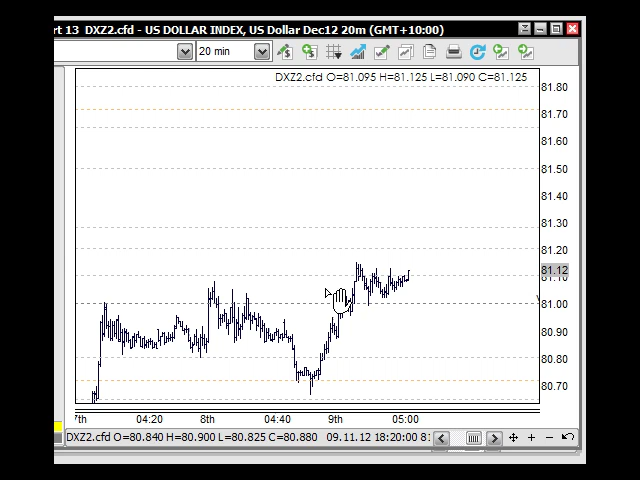 rt 13 DXZ2.cfd - US DOLLAR INDEX, US Dollar Dec12 20m (GMT+10:00)
20 min
DXZ2.cfd O=81.095 H=81.125 L=81.090 C=81.125
81.80
81.70
81.60
81.50
81.40
81.30
81.20
81.12
81.00
80.90
80.80
80.70
7th 04:20 8th 04:40 9th 05:00
DXZ2.cfd O=80.840 H=80.900 L=80.825 C=80.880 09.11.12 18:20:00 81